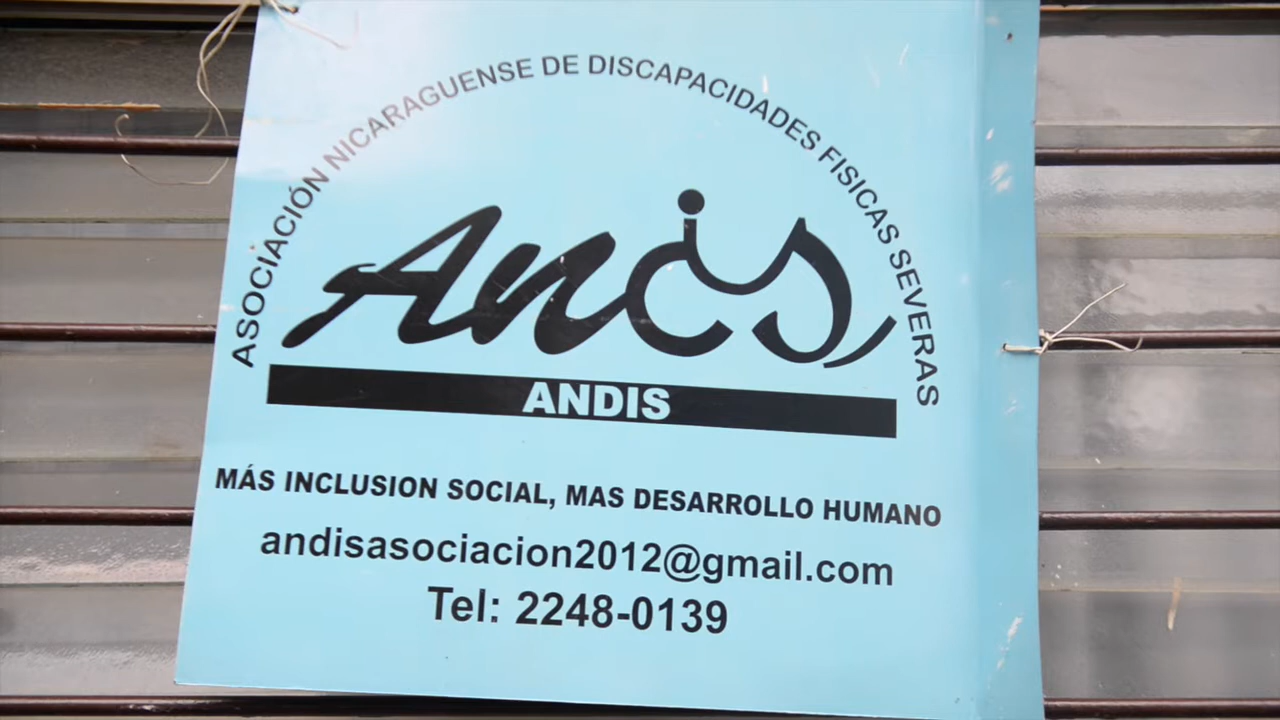 ASOCIACIÓN NICARAGUENSE DE DISCAPACIDADES FISICAS SEVERAS
Andis
ANDIS
MÁS INCLUSION SOCIAL, MAS DESARROLLO HUMANO
andisasociacion2012@gmail.com
Tel: 2248-0139